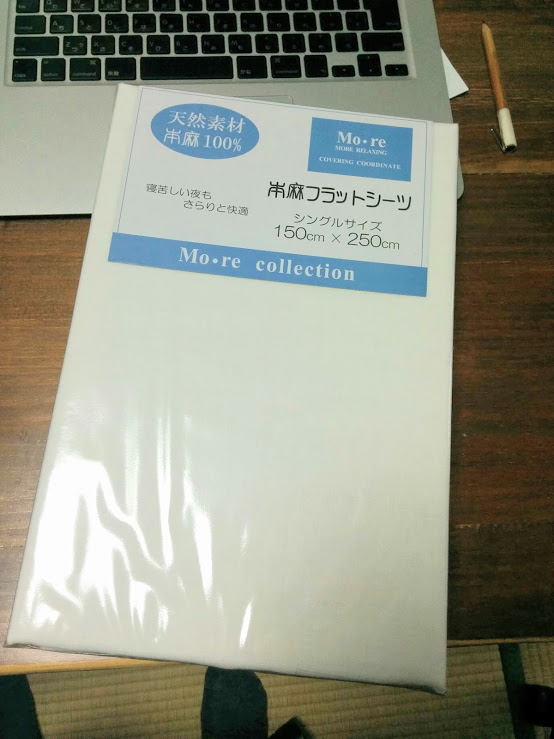 天然素材
本麻100%
Mo・re
MORE RELAXING
COVERING COORDINATE
寝苦しい夜も
さらりと快適
本麻フラットシーツ
シングルサイズ
150cm × 250cm
Mo・re collection